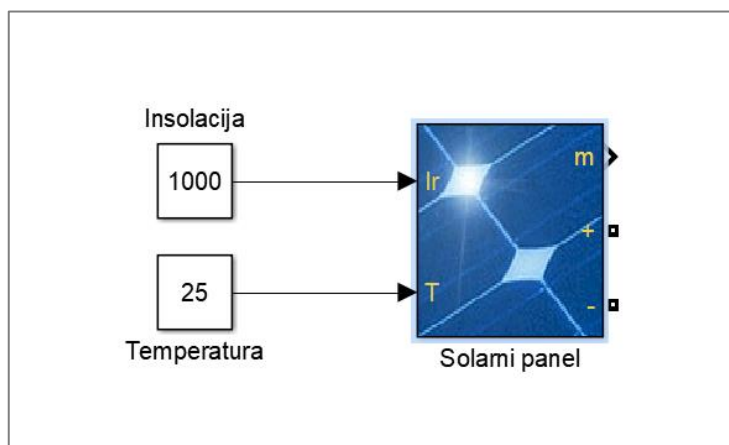 Insolacija
1000
Ir
m
+
25
T
-
Temperatura
Solarni panel